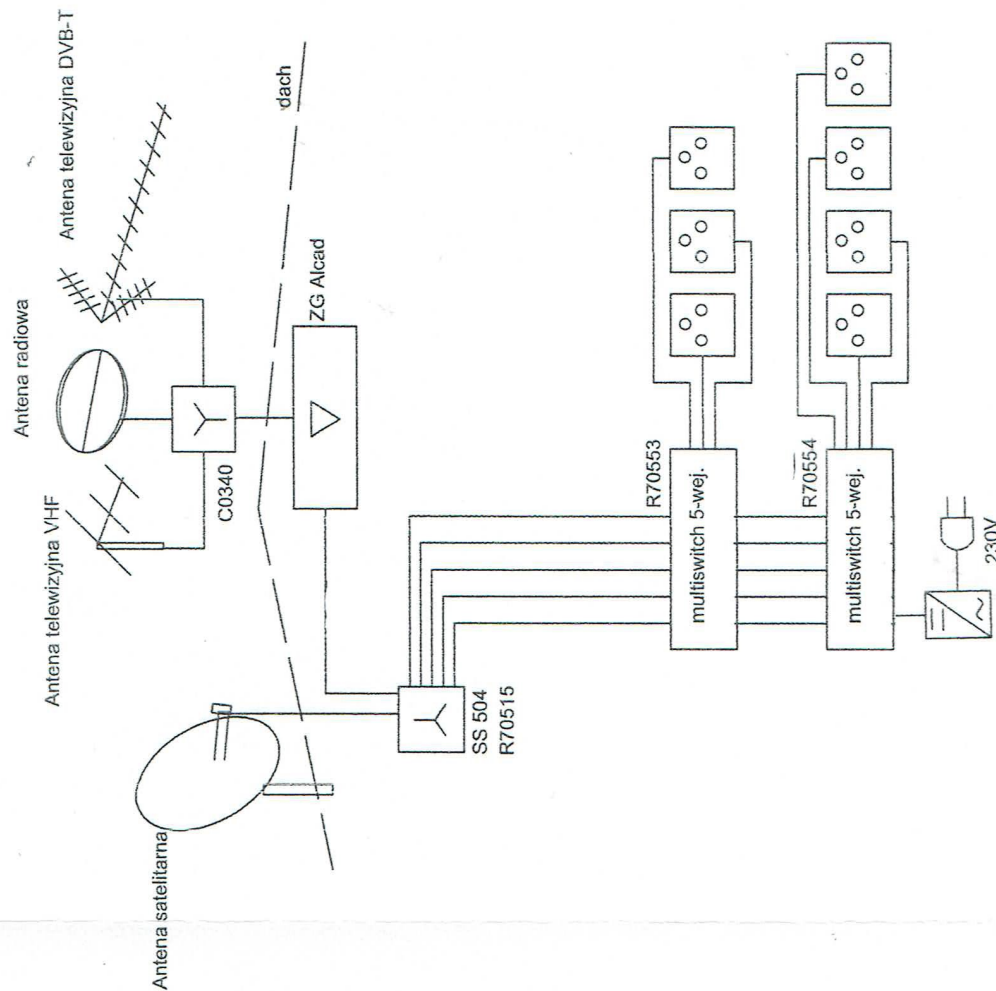 Antena satelitarna
Antena telewizyjna VHF
Antena radiowa
Antena telewizyjna DVB-T
dach
C0340
ZG Alcad
SS 504
R70515
R70553
multiswitch 5-wej.
R70554
multiswitch 5-wej.
230V